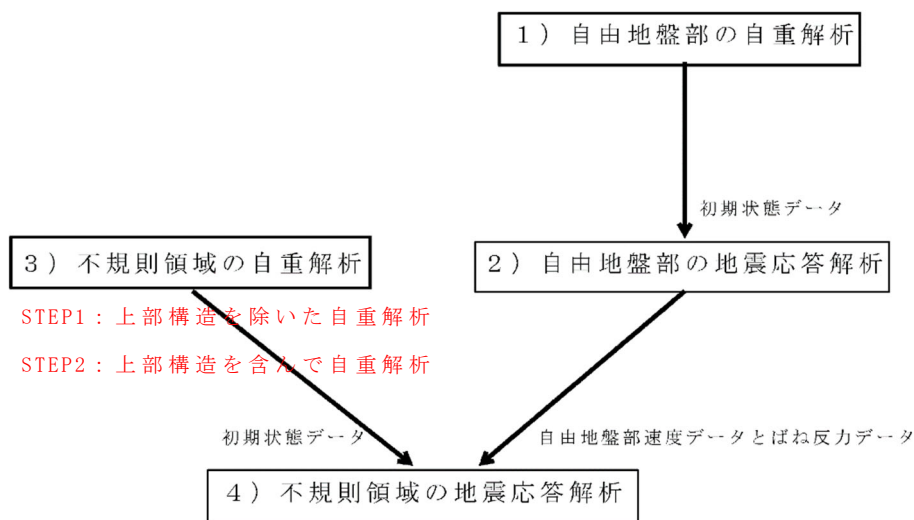 1）自由地盤部の自重解析
初期状態データ
3）不規則領域の自重解析
2）自由地盤部の地震応答解析
STEP1：上部構造を除いた自重解析
STEP2：上部構造を含んで自重解析
初期状態データ
自由地盤部速度データとばね反力データ
4）不規則領域の地震応答解析